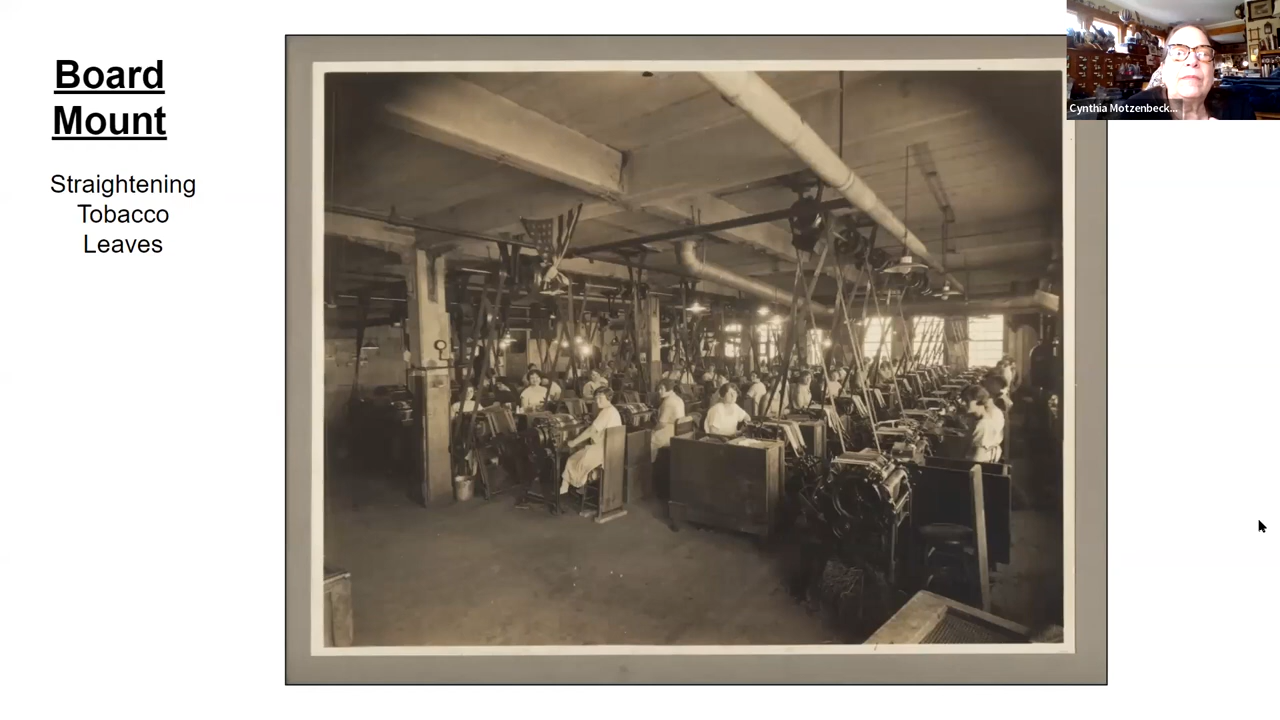 Board
Mount
Straightening
Tobacco
Leaves
Cynthia Motzenbeck...